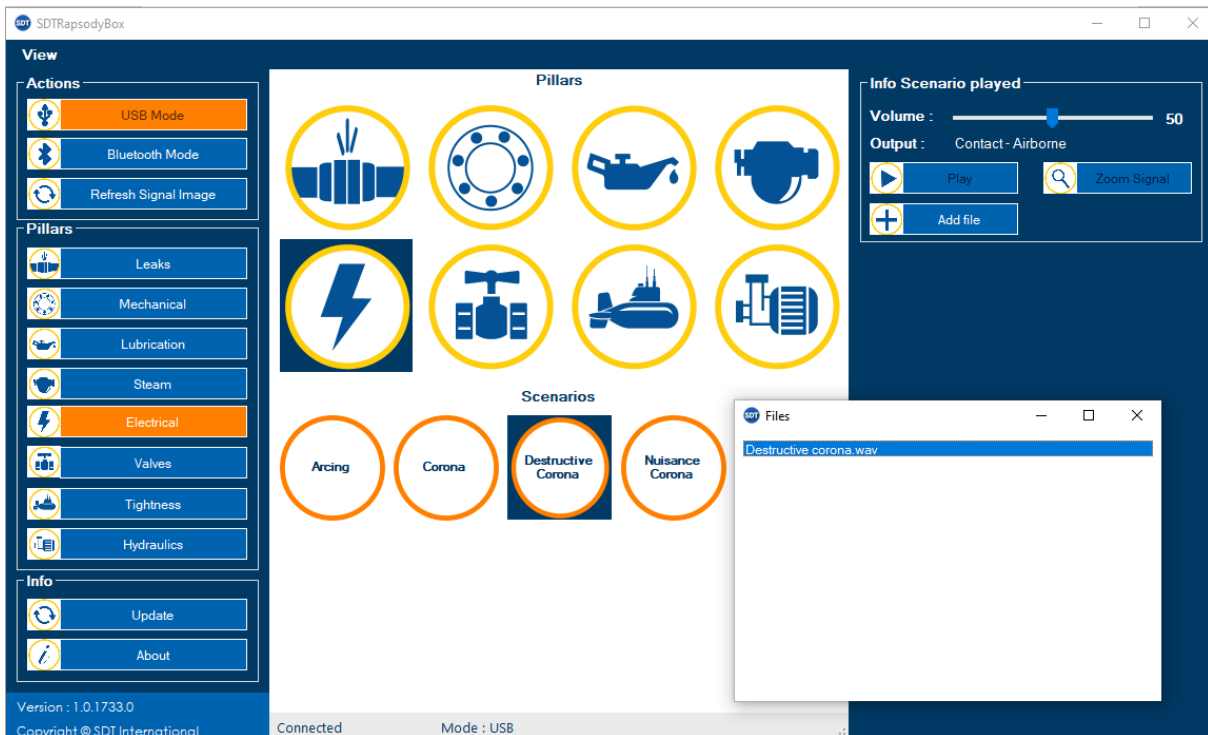 SDT SDTRapsodyBox
View
Actions
USB Mode
Bluetooth Mode
Refresh Signal Image
Pillars
Leaks
Mechanical
Lubrication
Steam
Electrical
Valves
Tightness
Hydraulics
Info
Update
About
Version : 1.0.1733.0
Copyright © SDT International
Pillars
Scenarios
Arcing
Corona
Destructive
Corona
Nuisance
Corona
Connected Mode : USB
Info Scenario played
Volume : 50
Output : Contact - Airborne
Play Zoom Signal
Add file
SDT Files
Destructive corona.wav